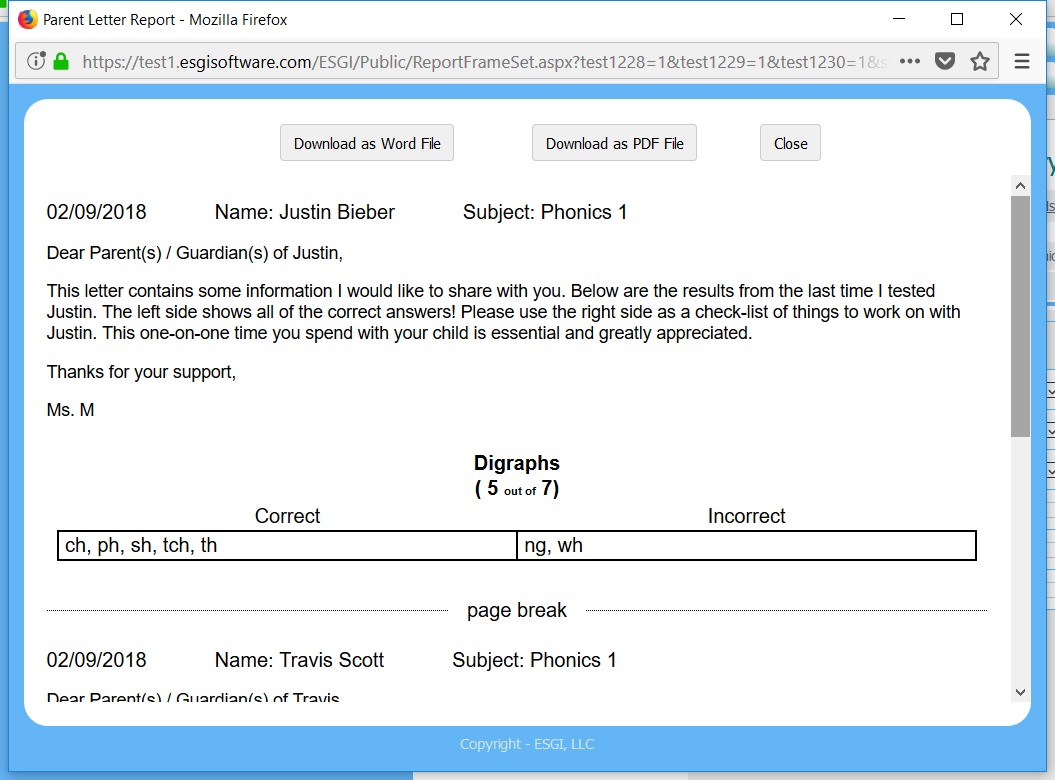 Parent Letter Report - Mozilla Firefox
https://test1.esgisoftware.com/ESGI/Public/ReportFrameSet.aspx?test1228=1&test1229=1&test1230=1&s
Download as Word File Download as PDF File Close
02/09/2018 Name: Justin Bieber Subject: Phonics 1
Dear Parent(s) / Guardian(s) of Justin,
This letter contains some information I would like to share with you. Below are the results from the last time I tested
Justin. The left side shows all of the correct answers! Please use the right side as a check-list of things to work on with
Justin. This one-on-one time you spend with your child is essential and greatly appreciated.
Thanks for your support,
Ms. M
Digraphs
( 5 out of 7)
Correct Incorrect
ch, ph, sh, tch, th ng, wh
page break
02/09/2018 Name: Travis Scott Subject: Phonics 1
Dear Parent(s) / Guardian(s) of Travis
Copyright - ESGI, LLC